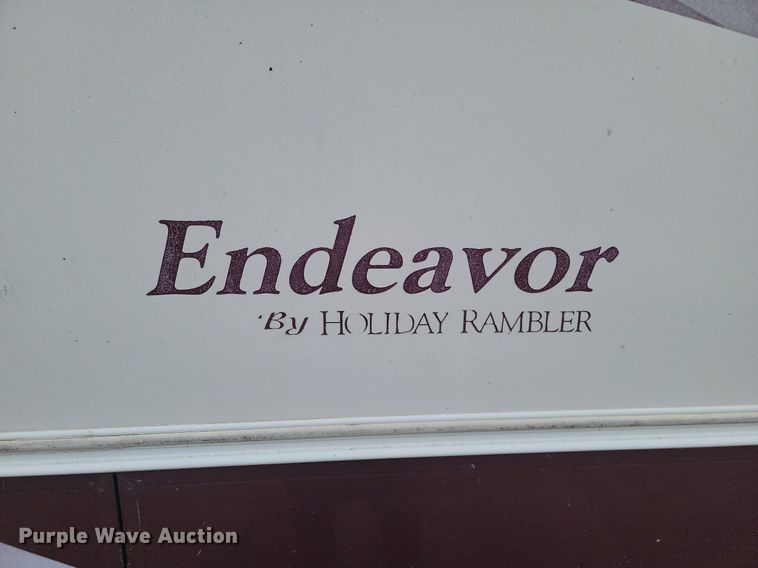 Endeavor
By HOLIDAY RAMBLER
Purple Wave Auction